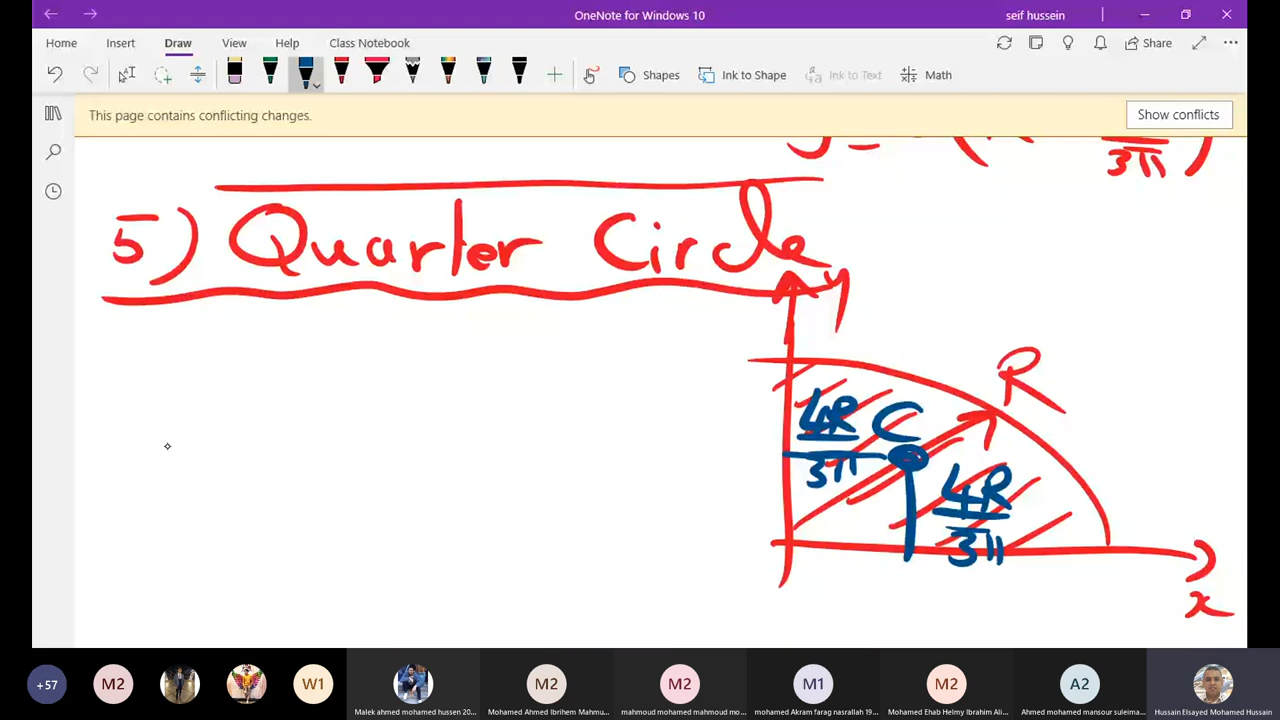 OneNote for Windows 10
seif hussein
Home Insert Draw View Help Class Notebook
Share
Shapes Ink to Shape Ink to Text Math
This page contains conflicting changes.
Show conflicts
3π )
5) Quarter Circle
y
R
4R C
3π
4R
3π
x
+57 M2 W1 M2 M2 M1 M2 A2
Malek ahmed mohamed hussen 20...
Mohamed Ahmed Ibrihem Mahmu...
mahmoud mohamed mahmoud mo...
mohamed Akram farag nasrallah 19...
Mohamed Ehab Helmy Ibrahim Ali...
Ahmed mohamed mansour suleima...
Hussain Elsayed Mohamed Hussain